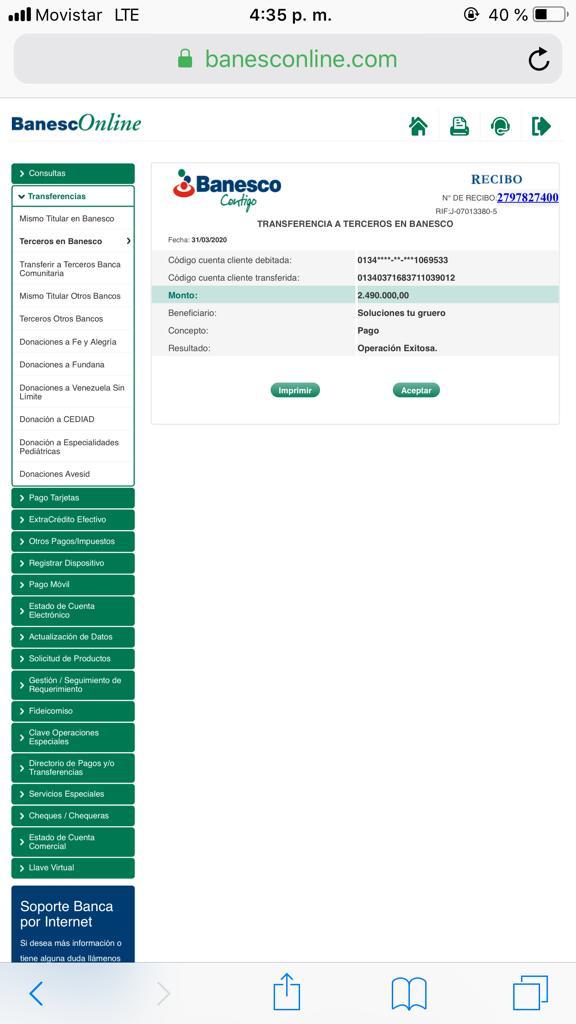 Movistar LTE 4:35 p. m. 40 %
banesconline.com
BanescOnline
Consultas
Transferencias
Mismo Titular en Banesco
Terceros en Banesco
Transferir a Terceros Banca
Comunitaria
Mismo Titular Otros Bancos
Terceros Otros Bancos
Donaciones a Fe y Alegría
Donaciones a Fundana
Donaciones a Venezuela Sin
Límite
Donación a CEDIAD
Donación a Especialidades
Pediátricas
Donaciones Avesid
Pago Tarjetas
ExtraCrédito Efectivo
Otros Pagos/Impuestos
Registrar Dispositivo
Pago Móvil
Estado de Cuenta
Electrónico
Actualización de Datos
Solicitud de Productos
Gestión / Seguimiento de
Requerimiento
Fideicomiso
Clave Operaciones
Especiales
Directorio de Pagos y/o
Transferencias
Servicios Especiales
Cheques / Chequeras
Estado de Cuenta
Comercial
Llave Virtual
Soporte Banca
por Internet
Si desea más información o
tiene alguna duda llámenos
Banesco
Contigo
RECIBO
N° DE RECIBO:2797827400
RIF:J-07013380-5
TRANSFERENCIA A TERCEROS EN BANESCO
Fecha: 31/03/2020
Código cuenta cliente debitada: 0134****-**-***1069533
Código cuenta cliente transferida: 01340371683711039012
Monto: 2.490.000,00
Beneficiario: Soluciones tu gruero
Concepto: Pago
Resultado: Operación Exitosa.
Imprimir Aceptar